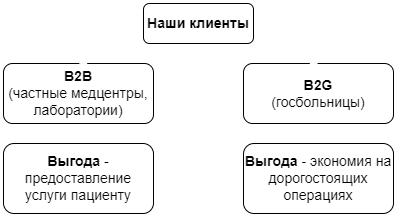 Наши клиенты
B2B
(частные медцентры,
лаборатории)
B2G
(госбольницы)
Выгода -
предоставление
услуги пациенту
Выгода - экономия на
дорогостоящих
операциях